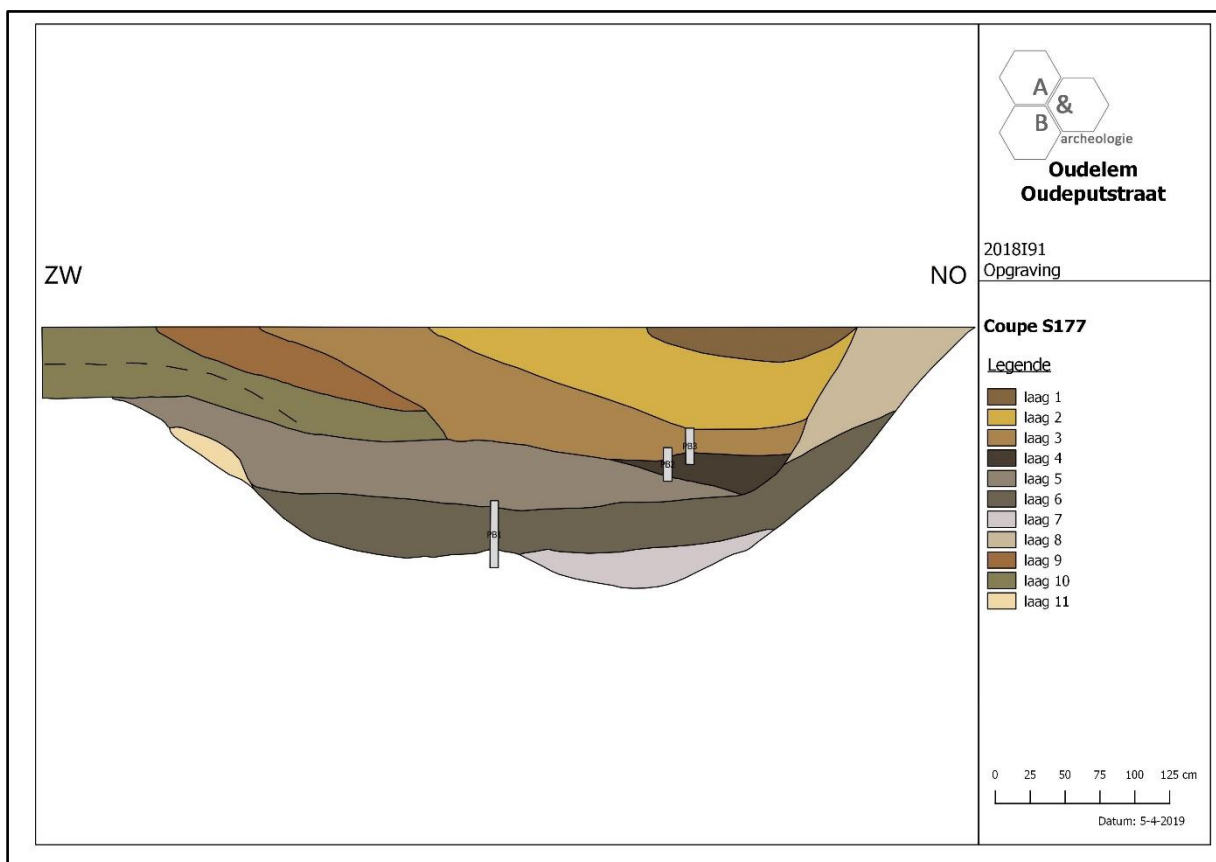 A
&
B
archeologie
Oudelem
Oudeputstraat
2018I91
Opgraving
ZW
NO
Coupe S177
Legende
laag 1
laag 2
laag 3
laag 4
laag 5
laag 6
laag 7
laag 8
laag 9
laag 10
laag 11
PB3
PB2
PB1
0 25 50 75 100 125 cm
Datum: 5-4-2019